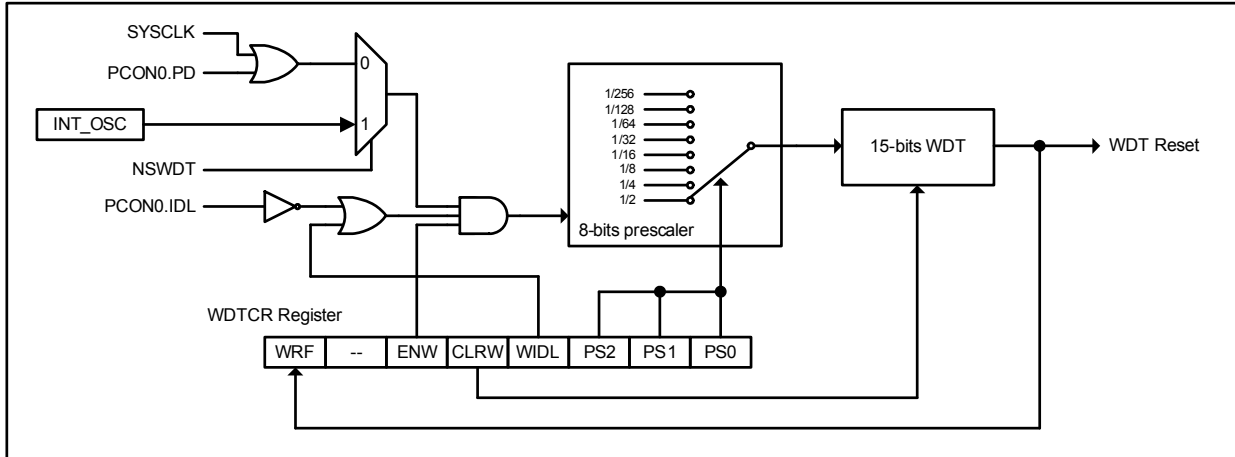 SYSCLK
PCON0.PD
0
INT_OSC
1
NSWDT
PCON0.IDL
1/256
1/128
1/64
1/32
1/16
1/8
1/4
1/2
8-bits prescaler
15-bits WDT
WDT Reset
WDTCR Register
WRF -- ENW CLRW WIDL PS2 PS1 PS0